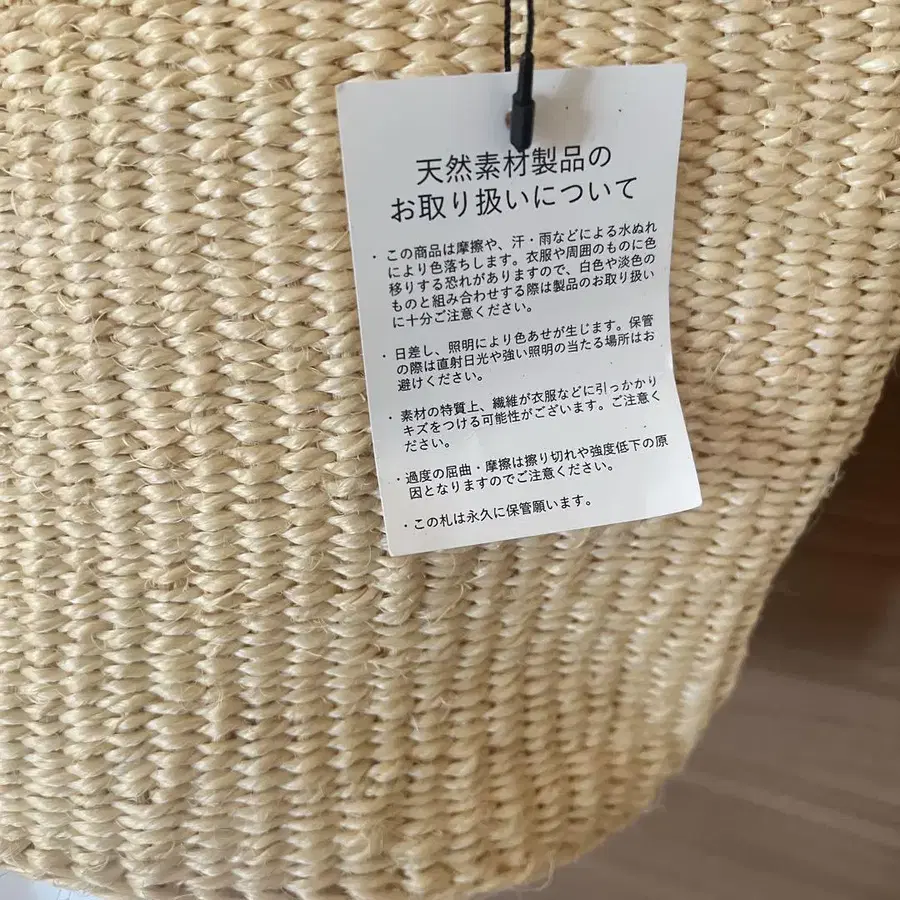 天然素材製品の
お取り扱いについて
・この商品は摩擦や、汗・雨などによる水ぬれ
により色落ちします。衣服や周囲のものに色
移りする恐れがありますので、白色や淡色の
ものと組み合わせする際は製品のお取り扱い
に十分ご注意ください。
・日差し、照明により色あせが生じます。保管
の際は直射日光や強い照明の当たる場所はお
避けください。
・素材の特質上、繊維が衣服などに引っかかり
キズをつける可能性がございます。ご注意く
ださい。
・過度の屈曲・摩擦は擦り切れや強度低下の原
因となりますのでご注意ください。
・この札は永久に保管願います。